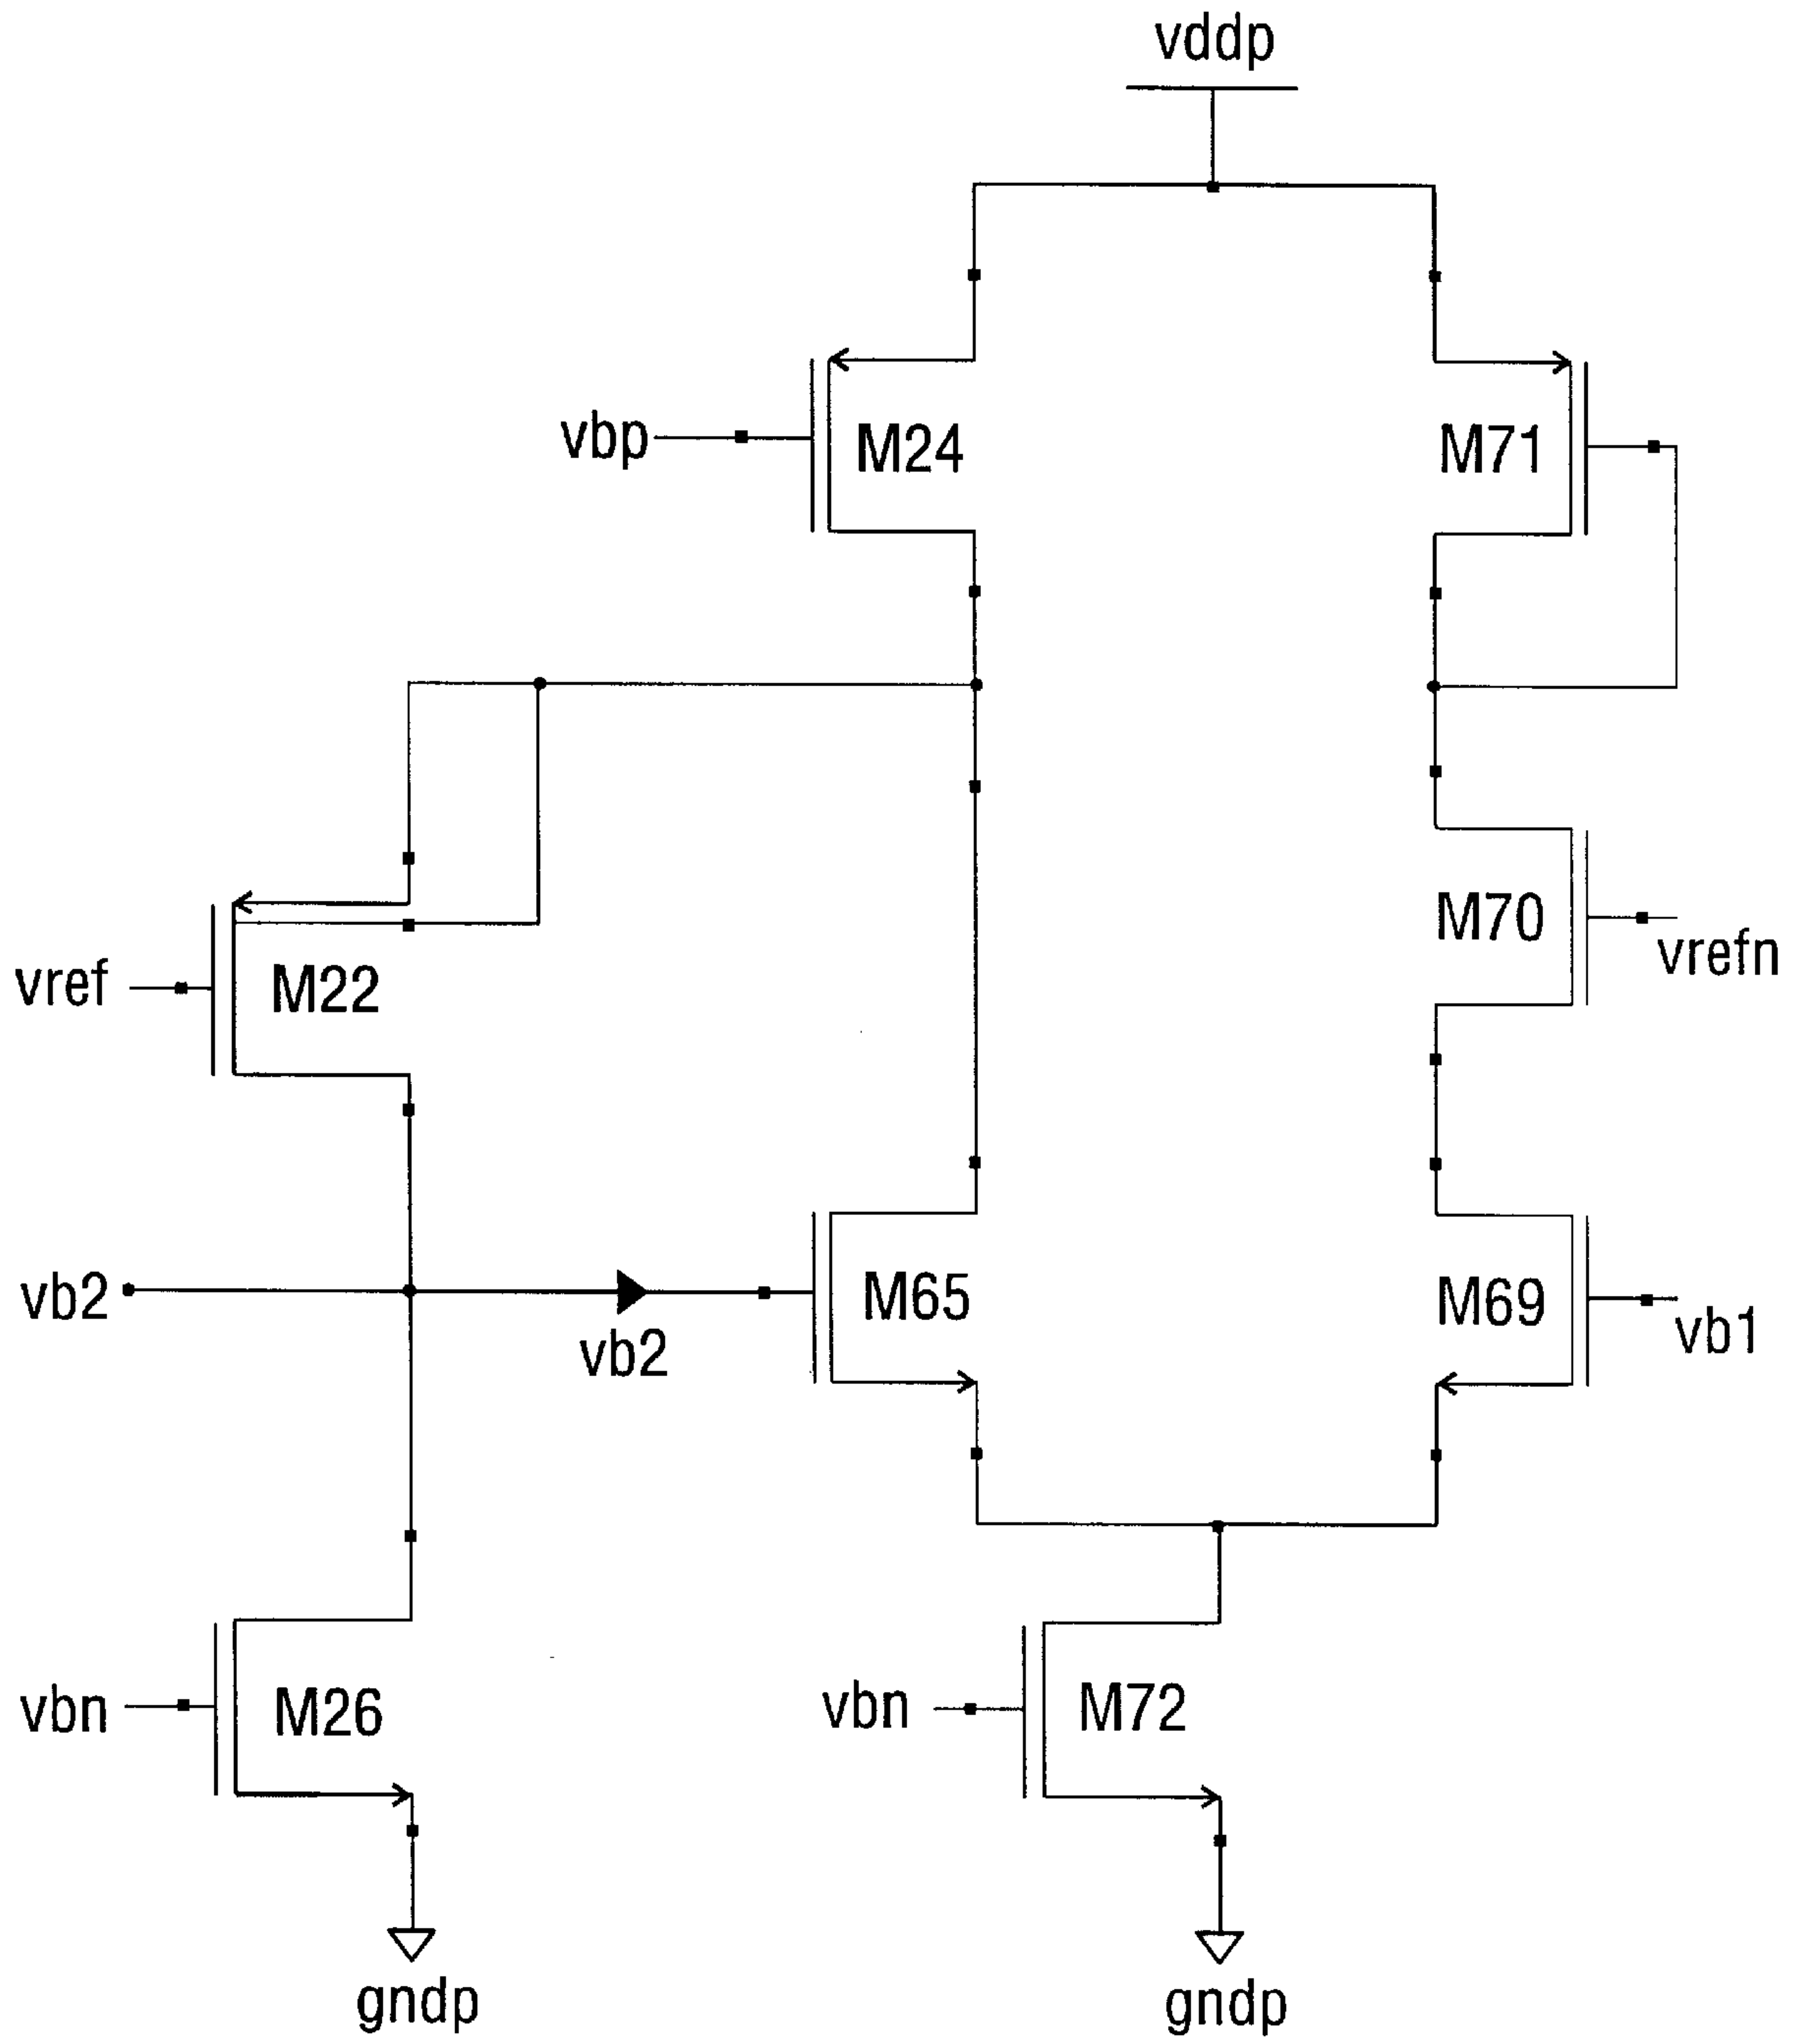 vddp
vbp
M24
M71
M70
vrefn
vref
M22
vb2
M65
M69
vb2
vb1
vbn
M26
vbn
M72
gndp
gndp